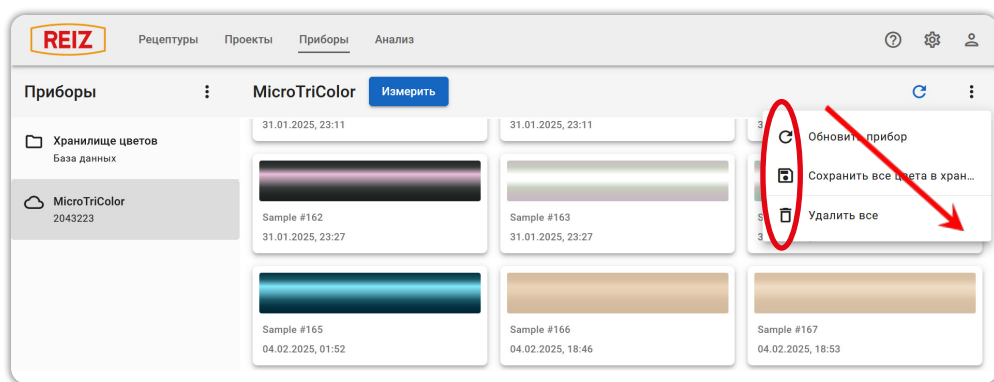 REIZ
Рецептуры
Проекты
Приборы
Анализ
Приборы
MicroTriColor
Измерить
Хранилище цветов
База данных
MicroTriColor
2043223
31.01.2025, 23:11
31.01.2025, 23:11
Sample #162
31.01.2025, 23:27
Sample #163
31.01.2025, 23:27
Обновить прибор
Сохранить все цвета в хран...
Удалить все
Sample #165
04.02.2025, 01:52
Sample #166
04.02.2025, 18:46
Sample #167
04.02.2025, 18:53